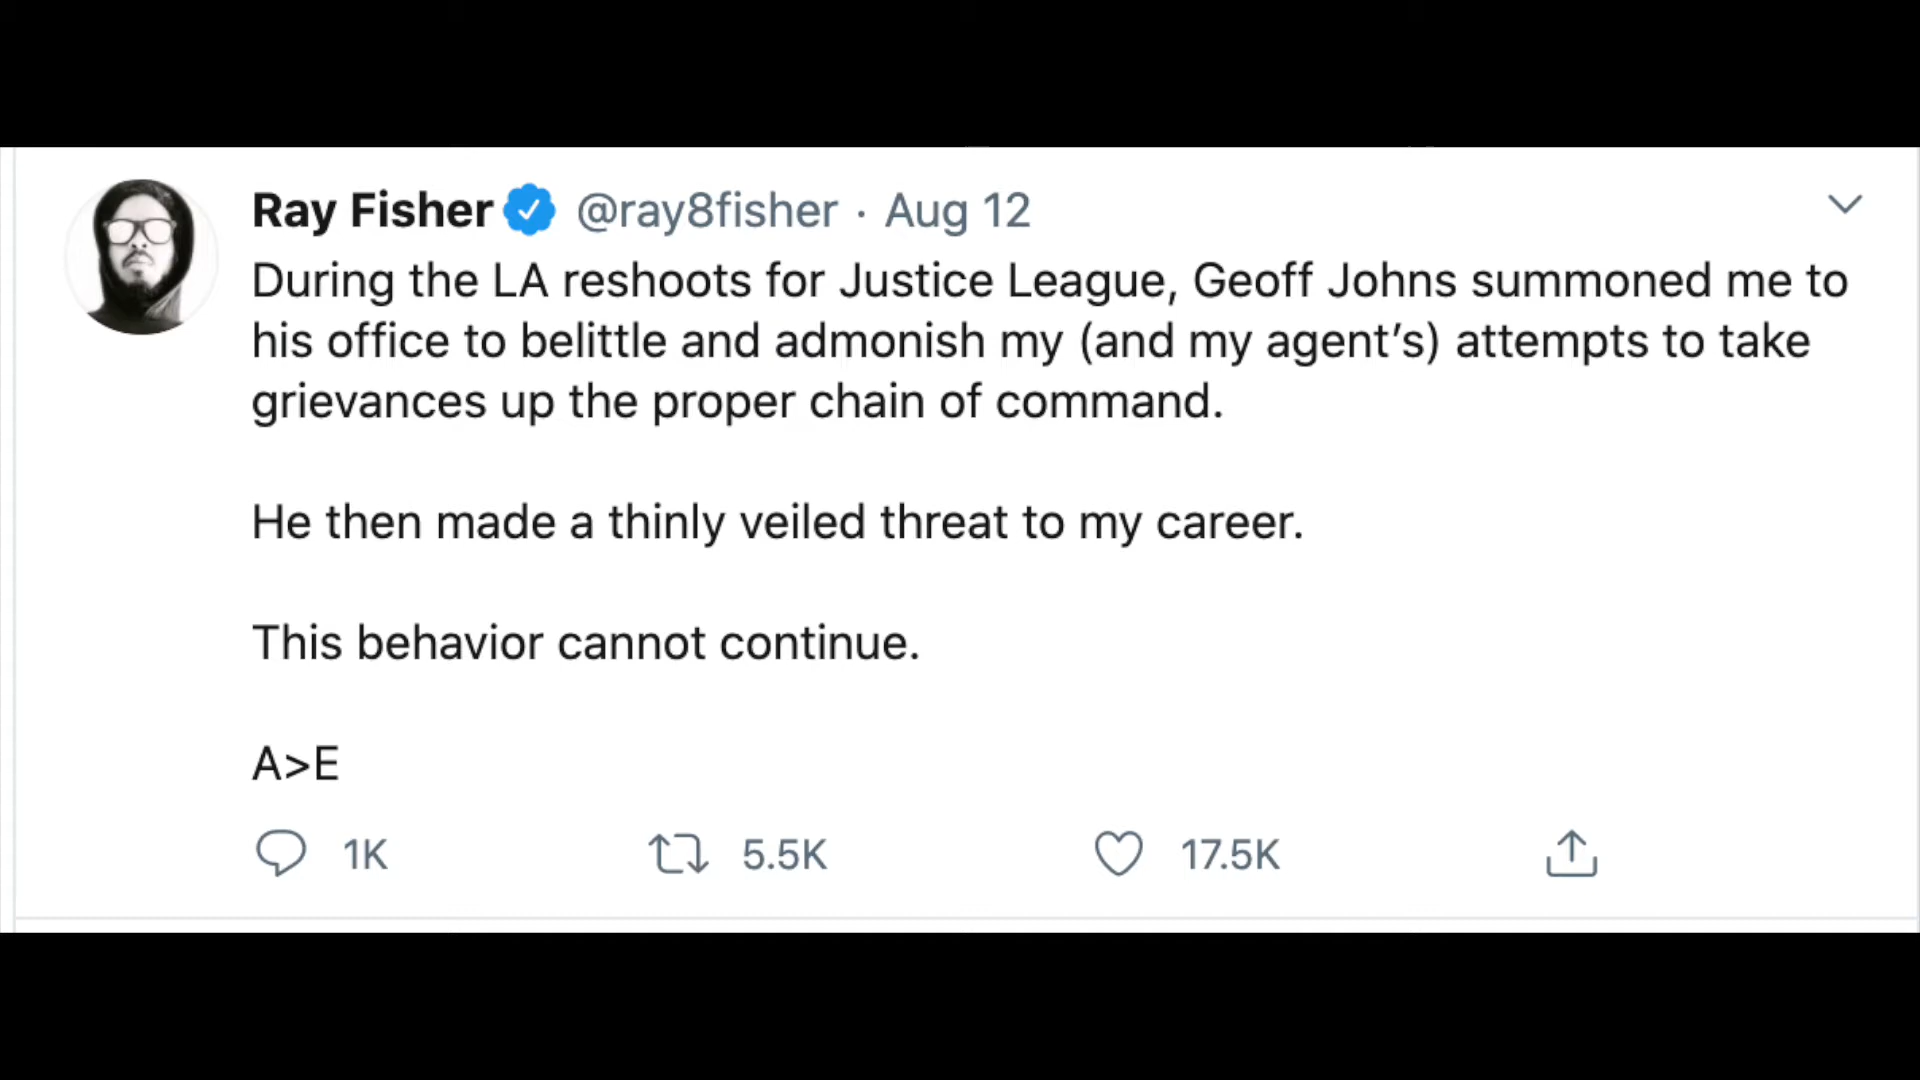 Ray Fisher @ray8fisher · Aug 12
During the LA reshoots for Justice League, Geoff Johns summoned me to
his office to belittle and admonish my (and my agent’s) attempts to take
grievances up the proper chain of command.
He then made a thinly veiled threat to my career.
This behavior cannot continue.
A>E
1K 5.5K 17.5K